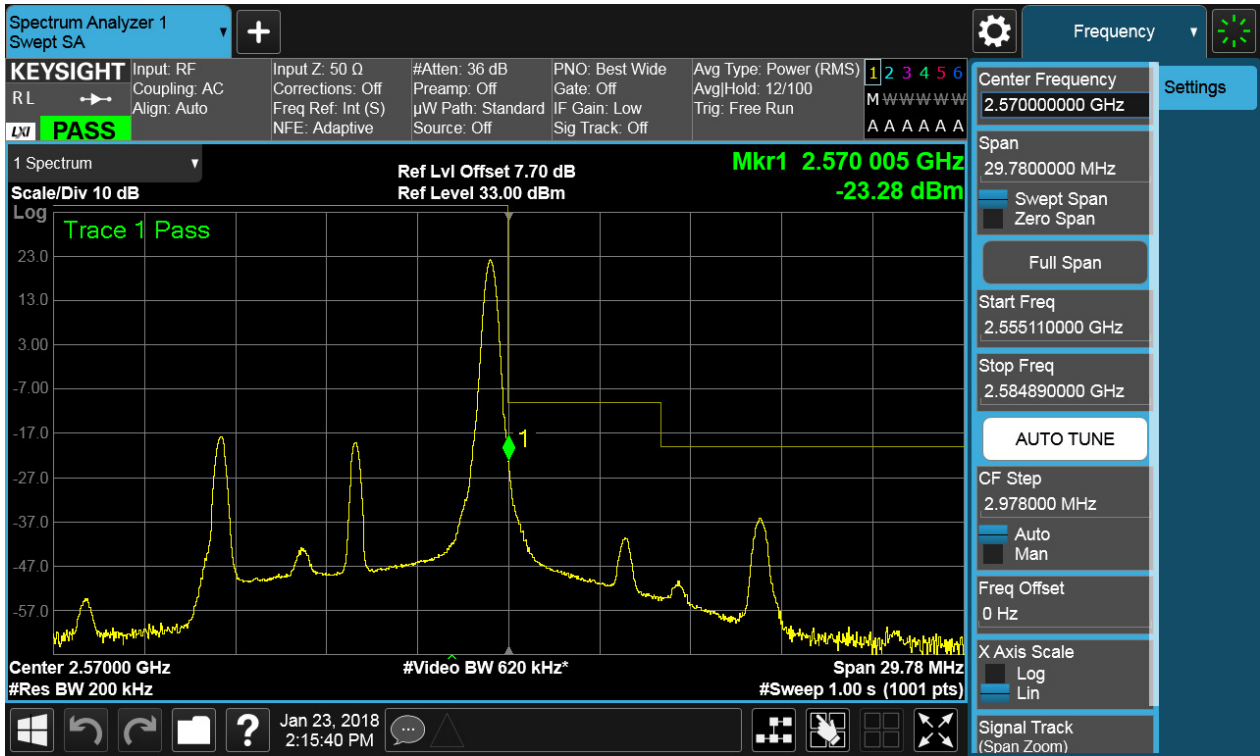 Spectrum Analyzer 1
Swept SA
+
Frequency
KEYSIGHT
R L
LXI PASS
Input: RF
Coupling: AC
Align: Auto
Input Z: 50 Ω
Corrections: Off
Freq Ref: Int (S)
NFE: Adaptive
#Atten: 36 dB
Preamp: Off
µW Path: Standard
Source: Off
PNO: Best Wide
Gate: Off
IF Gain: Low
Sig Track: Off
Avg Type: Power (RMS)
Avg|Hold: 12/100
Trig: Free Run
1 2 3 4 5 6
M W W W W W
A A A A A A
1 Spectrum
Scale/Div 10 dB
Ref Lvl Offset 7.70 dB
Ref Level 33.00 dBm
Mkr1 2.570 005 GHz
-23.28 dBm
Log
Trace 1 Pass
23.0
13.0
3.00
-7.00
-17.0
-27.0
-37.0
-47.0
-57.0
1
Center 2.57000 GHz
#Res BW 200 kHz
#Video BW 620 kHz*
Span 29.78 MHz
#Sweep 1.00 s (1001 pts)
Center Frequency
2.570000000 GHz
Span
29.7800000 MHz
Swept Span
Zero Span
Full Span
Start Freq
2.555110000 GHz
Stop Freq
2.584890000 GHz
AUTO TUNE
CF Step
2.978000 MHz
Auto
Man
Freq Offset
0 Hz
X Axis Scale
Log
Lin
Signal Track
(Span Zoom)
Settings
?
Jan 23, 2018
2:15:40 PM